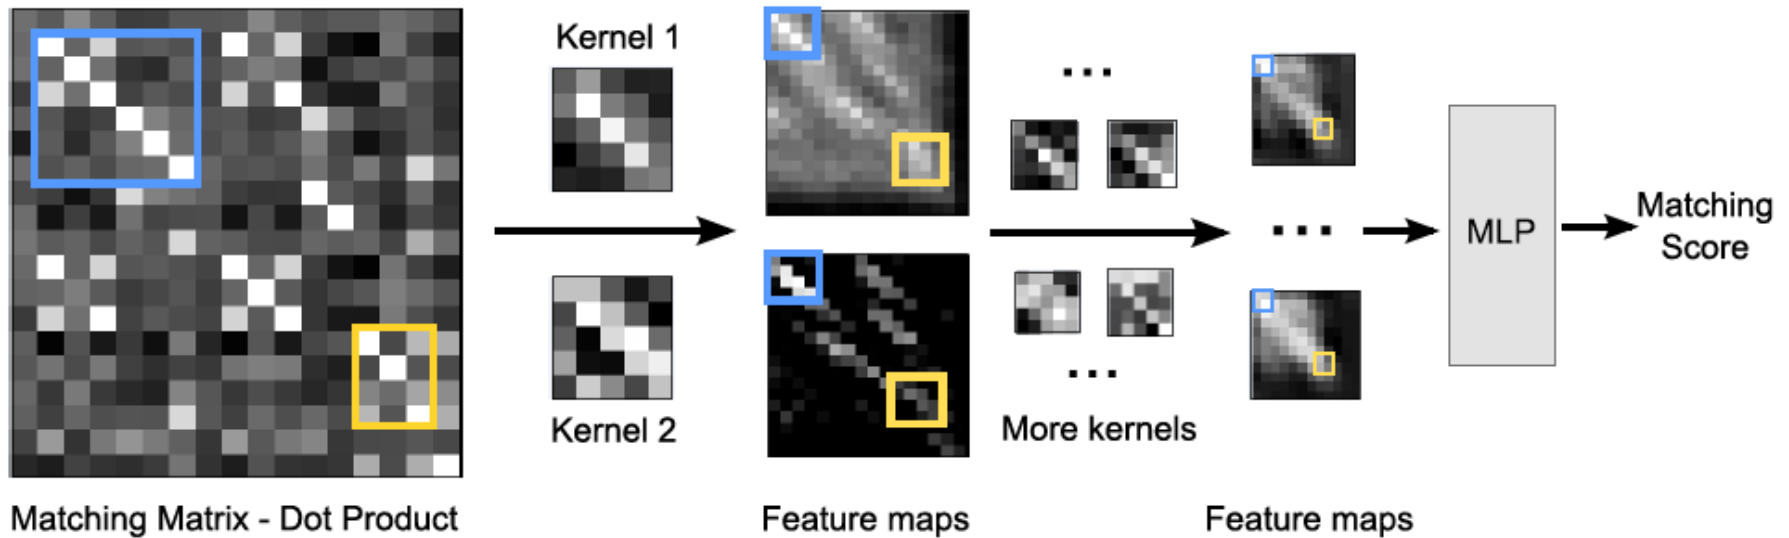 Kernel 1
Kernel 2
...
More kernels
...
...
MLP
Matching
Score
Matching Matrix - Dot Product
Feature maps
Feature maps